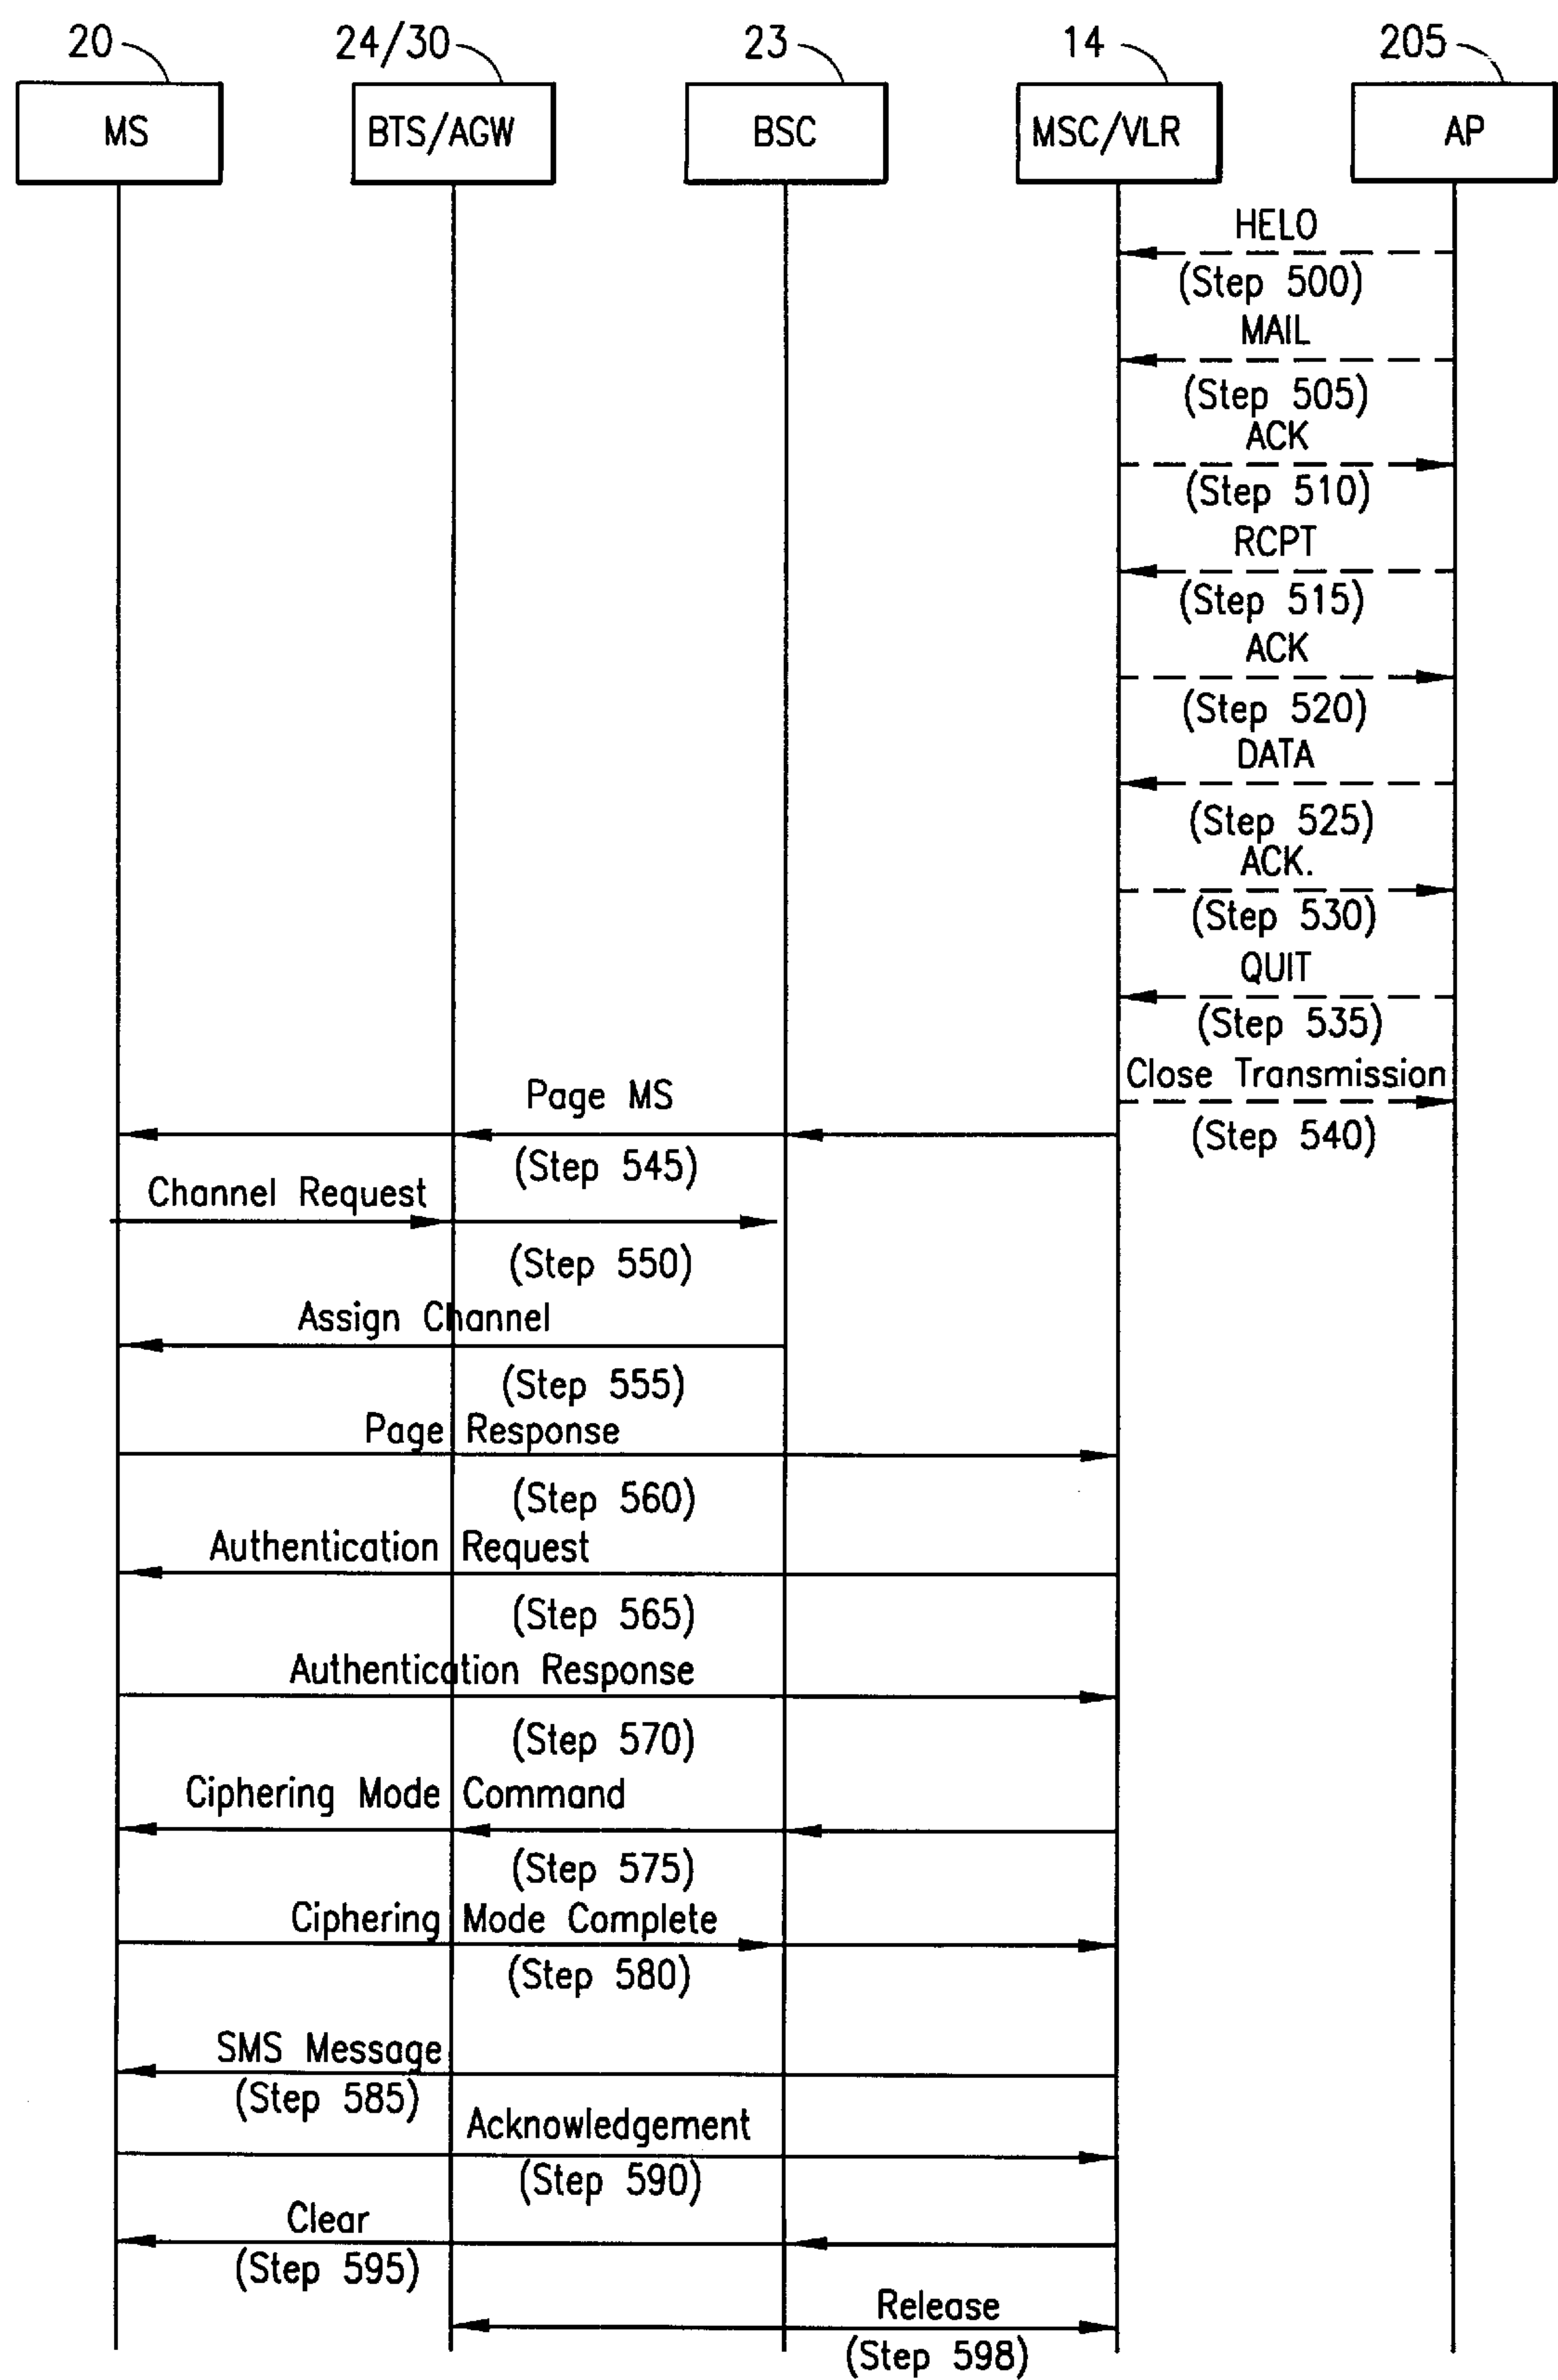 20 24/30 23 14 205
MS BTS/AGW BSC MSC/VLR AP
HELO
(Step 500)
MAIL
(Step 505)
ACK
(Step 510)
RCPT
(Step 515)
ACK
(Step 520)
DATA
(Step 525)
ACK.
(Step 530)
QUIT
(Step 535)
Close Transmission
(Step 540)
Page MS
(Step 545)
Channel Request
(Step 550)
Assign Channel
(Step 555)
Page Response
(Step 560)
Authentication Request
(Step 565)
Authentication Response
(Step 570)
Ciphering Mode Command
(Step 575)
Ciphering Mode Complete
(Step 580)
SMS Message
(Step 585)
Acknowledgement
(Step 590)
Clear
(Step 595)
Release
(Step 598)